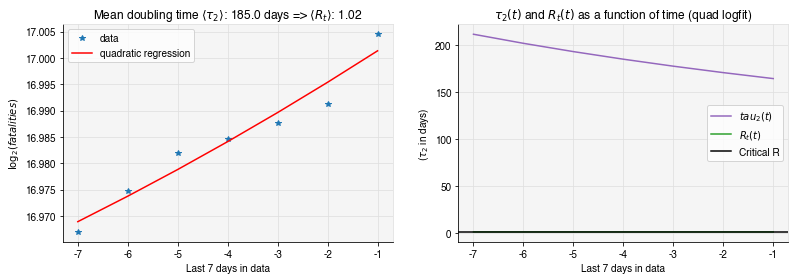 Mean doubling time ⟨τ₂⟩: 185.0 days => ⟨Rₜ⟩: 1.02
log₂(fatalities)
17.005
17.000
16.995
16.990
16.985
16.980
16.975
16.970
data
quadratic regression
-7 -6 -5 -4 -3 -2 -1
Last 7 days in data
τ₂(t) and Rₜ(t) as a function of time (quad logfit)
(τ₂ in days)
200
150
100
50
0
tau₂(t)
Rₜ(t)
Critical R
-7 -6 -5 -4 -3 -2 -1
Last 7 days in data